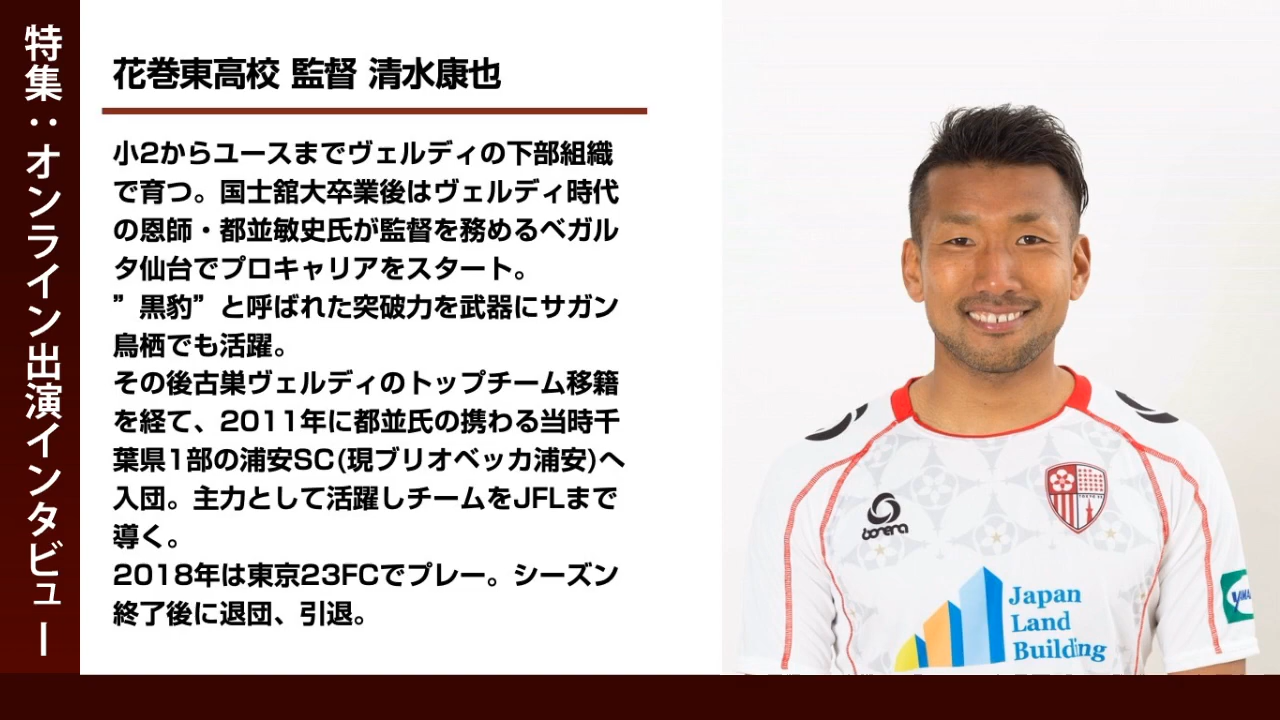 特集：オンライン出演インタビュー
花巻東高校 監督 清水康也
小2からユースまでヴェルディの下部組織
で育つ。国士舘大卒業後はヴェルディ時代
の恩師・都並敏史氏が監督を務めるベガル
タ仙台でプロキャリアをスタート。
”黒豹”と呼ばれた突破力を武器にサガン
鳥栖でも活躍。
その後古巣ヴェルディのトップチーム移籍
を経て、2011年に都並氏の携わる当時千
葉県1部の浦安SC(現ブリオベッカ浦安)へ
入団。主力として活躍しチームをJFLまで
導く。
2018年は東京23FCでプレー。シーズン
終了後に退団、引退。
bonera
TOKYO 23
Japan
Land
Building